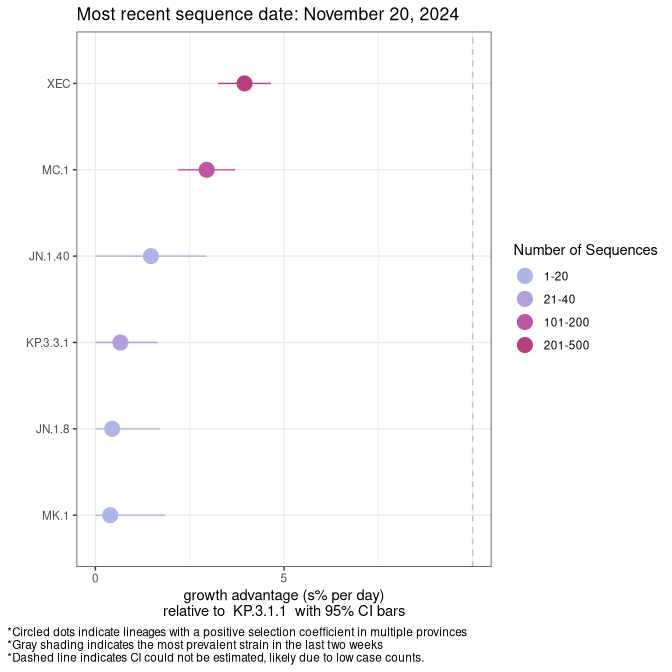 Most recent sequence date: November 20, 2024
XEC
MC.1
JN.1.40
KP.3.3.1
JN.1.8
MK.1
0
5
growth advantage (s% per day)
relative to  KP.3.1.1  with 95% CI bars
Number of Sequences
1-20
21-40
101-200
201-500
*Circled dots indicate lineages with a positive selection coefficient in multiple provinces
*Gray shading indicates the most prevalent strain in the last two weeks
*Dashed line indicates CI could not be estimated, likely due to low case counts.